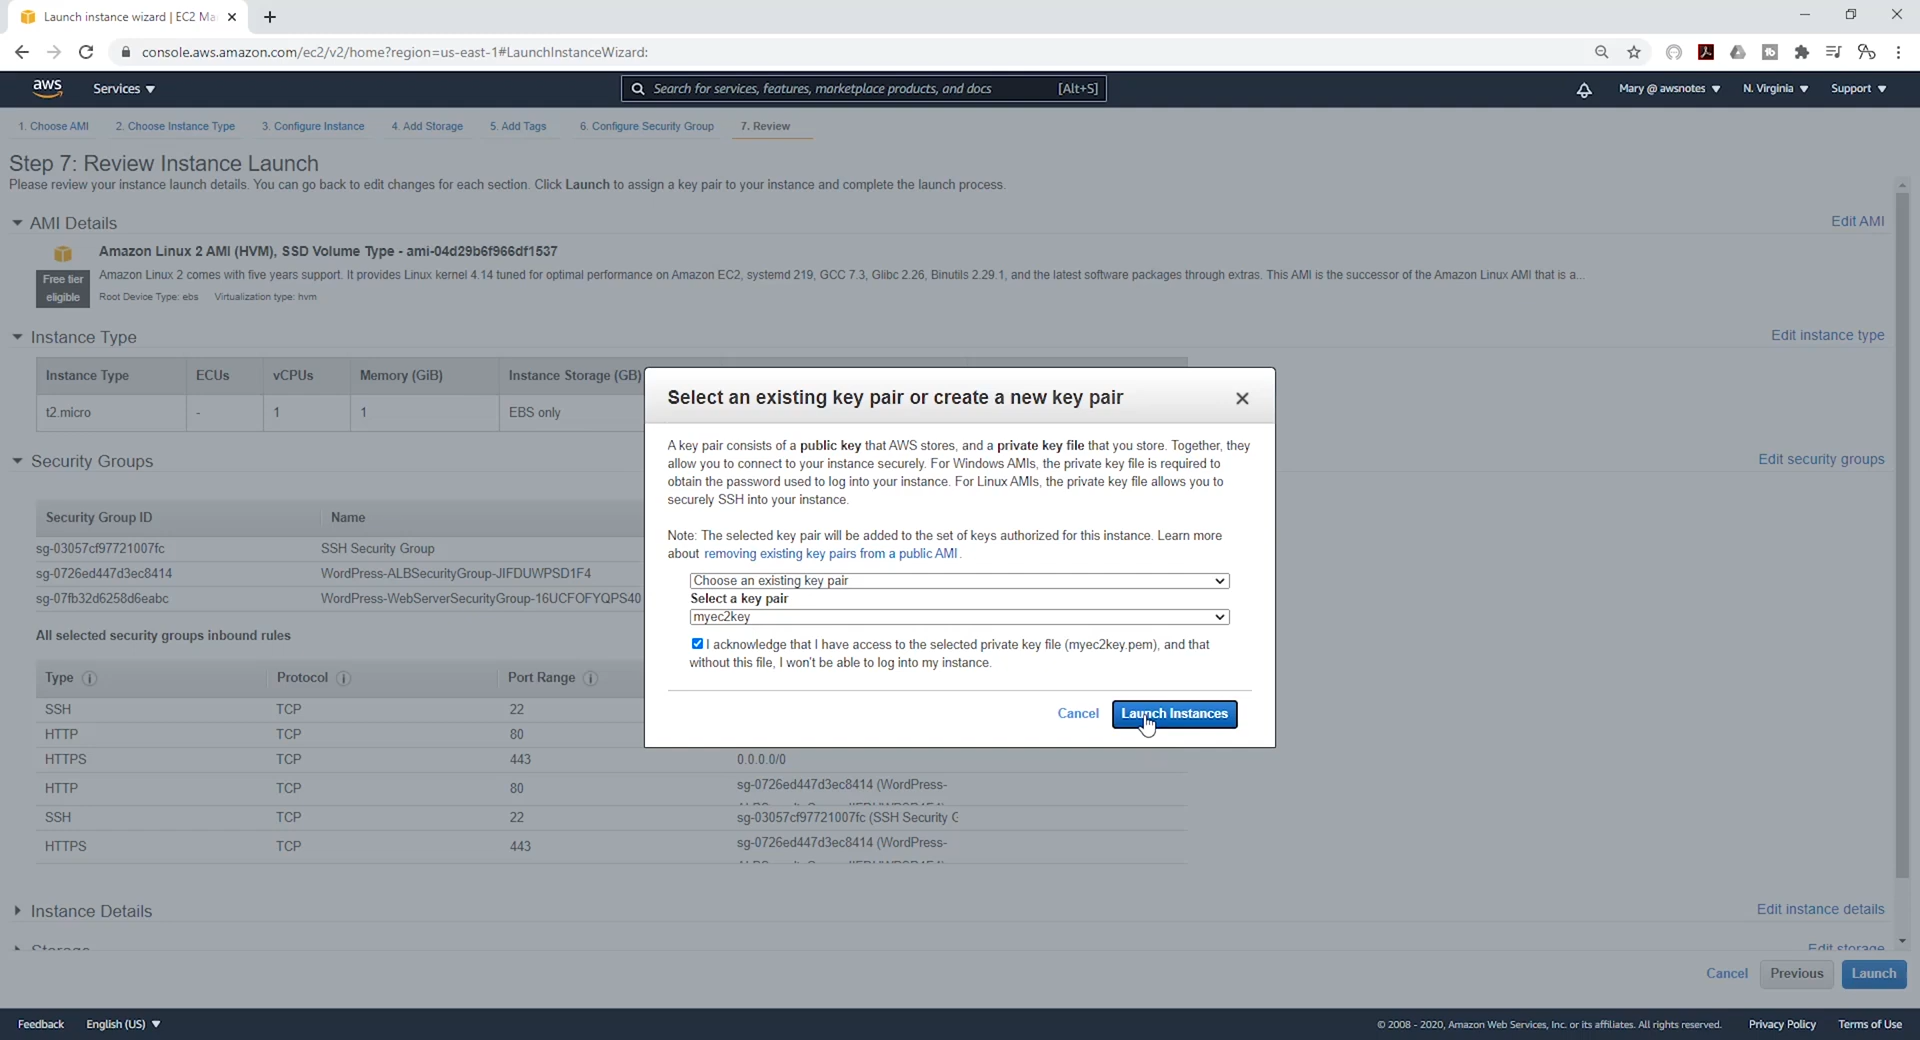 Launch instance wizard | EC2 Ma
console.aws.amazon.com/ec2/v2/home?region=us-east-1#LaunchInstanceWizard:
aws Services Search for services, features, marketplace products, and docs [Alt+S] Mary @ awsnotes N. Virginia Support
1. Choose AMI 2. Choose Instance Type 3. Configure Instance 4. Add Storage 5. Add Tags 6. Configure Security Group 7. Review
Step 7: Review Instance Launch
Please review your instance launch details. You can go back to edit changes for each section. Click Launch to assign a key pair to your instance and complete the launch process.
AMI Details Edit AMI
Amazon Linux 2 AMI (HVM), SSD Volume Type - ami-04d29b6f966df1537
Free tier eligible
Amazon Linux 2 comes with five years support. It provides Linux kernel 4.14 tuned for optimal performance on Amazon EC2, systemd 219, GCC 7.3, Glibc 2.26, Binutils 2.29.1, and the latest software packages through extras. This AMI is the successor of the Amazon Linux AMI that is a...
Root Device Type: ebs Virtualization type: hvm
Instance Type Edit instance type
Instance Type ECUs vCPUs Memory (GiB) Instance Storage (GB)
t2.micro - 1 1 EBS only
Security Groups Edit security groups
Security Group ID Name
sg-03057cf97721007fc SSH Security Group
sg-0726ed447d3ec8414 WordPress-ALBSecurityGroup-JIFDUWPSD1F4
sg-07fb32d6258d6eabc WordPress-WebServerSecurityGroup-16UCFOFYQPS40
All selected security groups inbound rules
Type Protocol Port Range
SSH TCP 22
HTTP TCP 80
HTTPS TCP 443 0.0.0.0/0
HTTP TCP 80 sg-0726ed447d3ec8414 (WordPress-
SSH TCP 22 sg-03057cf97721007fc (SSH Security G
HTTPS TCP 443 sg-0726ed447d3ec8414 (WordPress-
Instance Details Edit instance details
Storage Edit storage
Select an existing key pair or create a new key pair
A key pair consists of a public key that AWS stores, and a private key file that you store. Together, they
allow you to connect to your instance securely. For Windows AMIs, the private key file is required to
obtain the password used to log into your instance. For Linux AMIs, the private key file allows you to
securely SSH into your instance.
Note: The selected key pair will be added to the set of keys authorized for this instance. Learn more
about removing existing key pairs from a public AMI.
Choose an existing key pair
Select a key pair
myec2key
I acknowledge that I have access to the selected private key file (myec2key.pem), and that
without this file, I won't be able to log into my instance.
Cancel Launch Instances
Cancel Previous Launch
Feedback English (US) © 2008 - 2020, Amazon Web Services, Inc. or its affiliates. All rights reserved. Privacy Policy Terms of Use